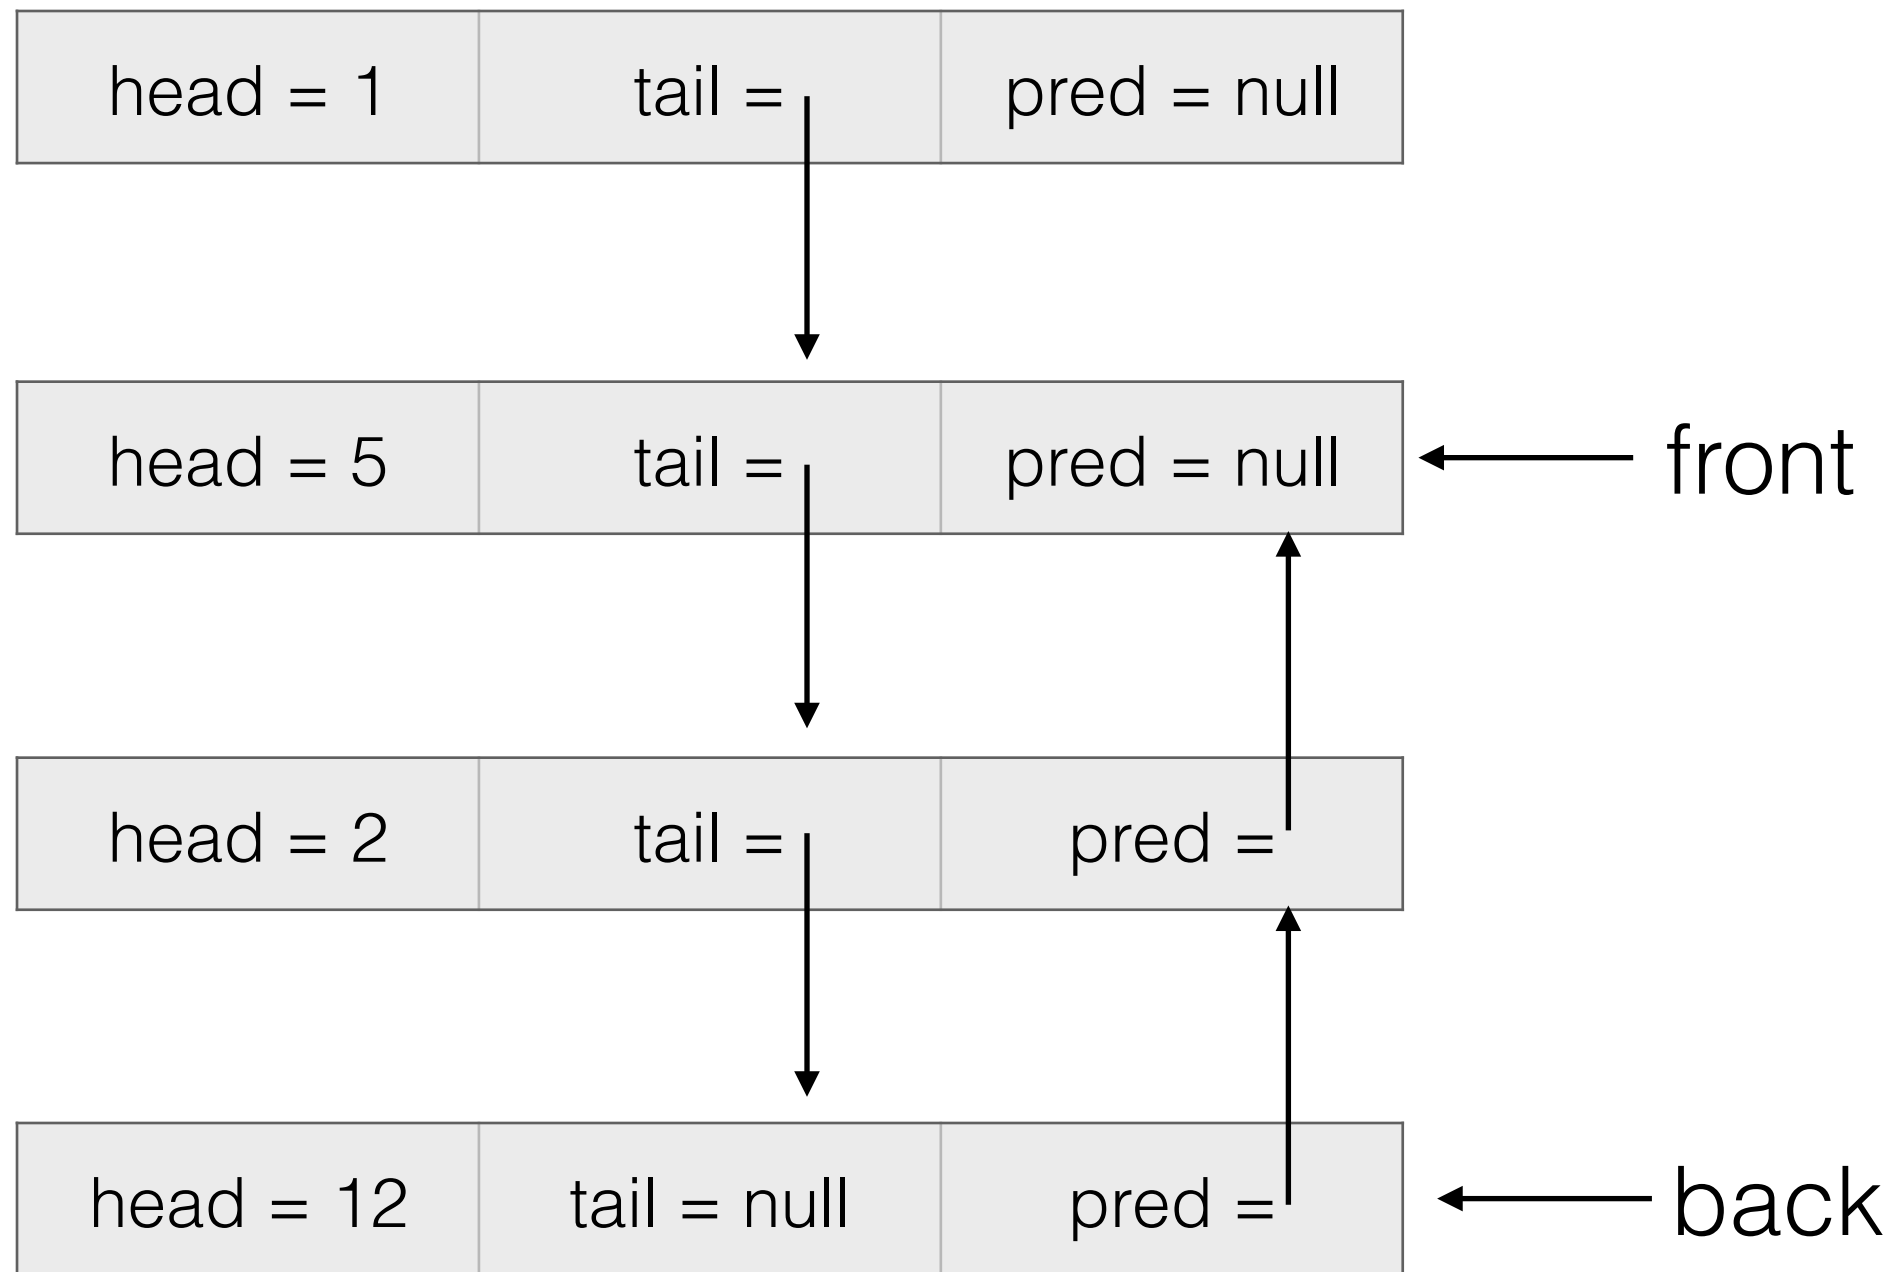 head = 1 tail = pred = null
head = 5 tail = pred = null front
head = 2 tail = pred =
head = 12 tail = null pred = back